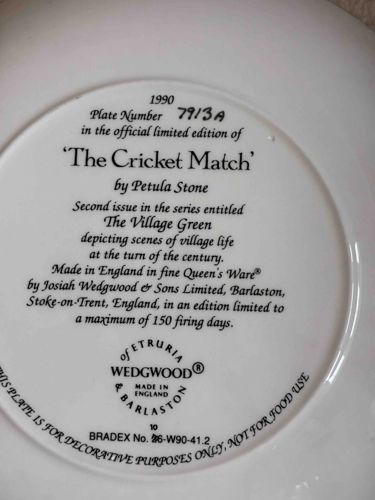 1990
Plate Number 7913A
in the official limited edition of
'The Cricket Match'
by Petula Stone
Second issue in the series entitled
The Village Green
depicting scenes of village life
at the turn of the century.
Made in England in fine Queen's Ware®
by Josiah Wedgwood & Sons Limited, Barlaston,
Stoke-on-Trent, England, in an edition limited to
a maximum of 150 firing days.
of ETRURIA
WEDGWOOD®
MADE IN
ENGLAND
& BARLASTON
10
BRADEX No. 26-W90-41.2
THIS PLATE IS FOR DECORATIVE PURPOSES ONLY, NOT FOR FOOD USE